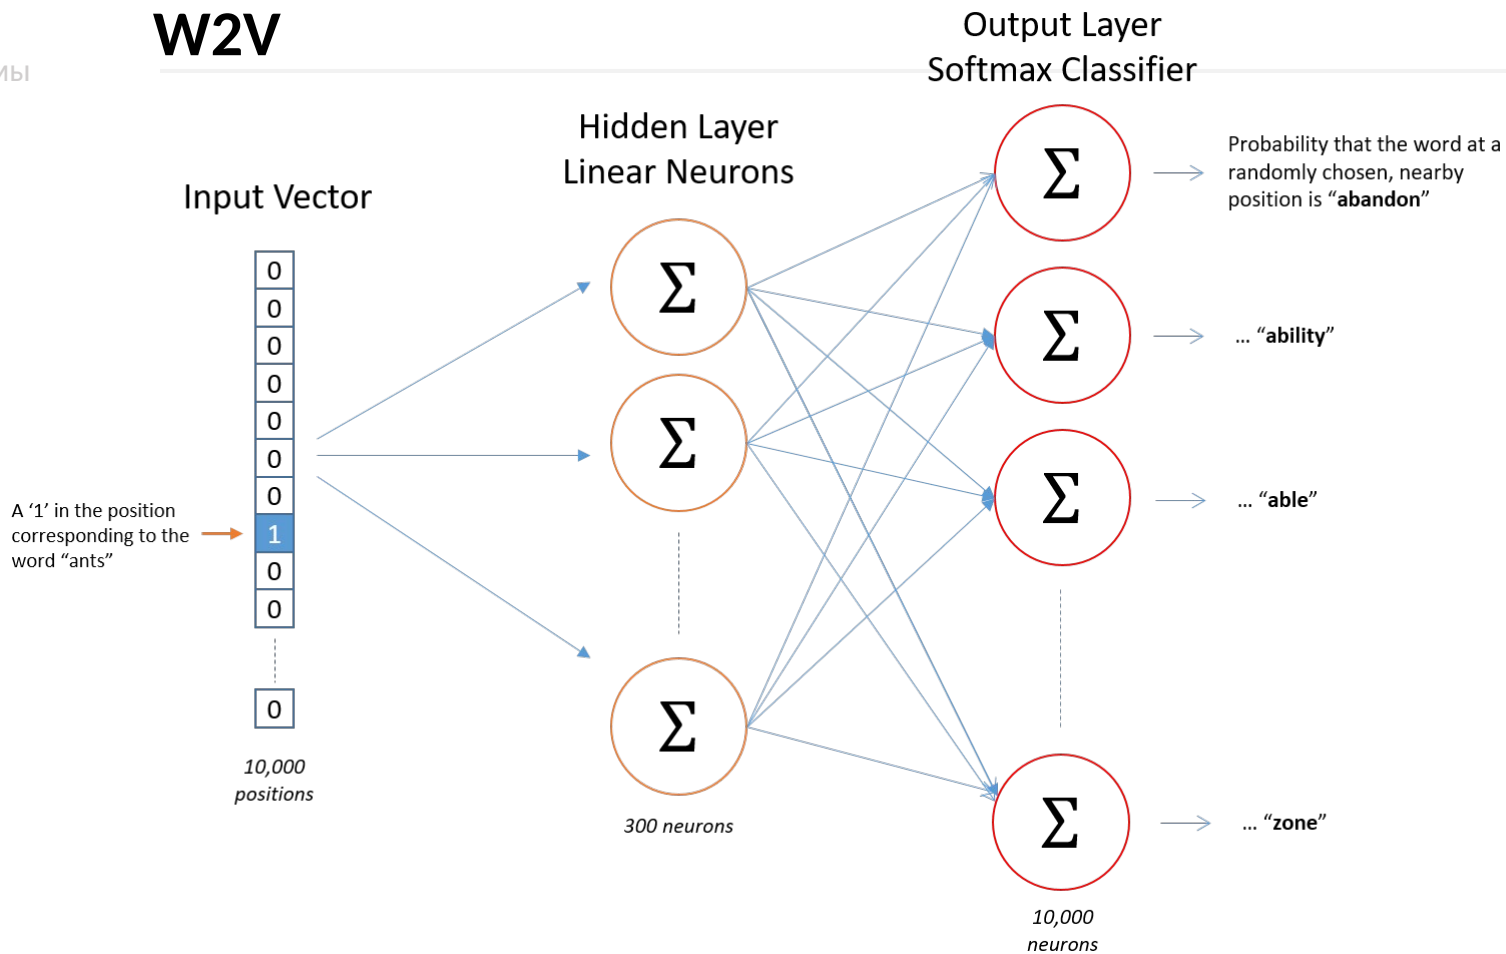 W2V
мы
Output Layer
Softmax Classifier
Hidden Layer
Linear Neurons
Input Vector
0
0
0
0
0
0
0
1
0
0
0
A ‘1’ in the position
corresponding to the
word “ants”
10,000
positions
Σ
Σ
Σ
300 neurons
Σ
Σ
Σ
Σ
10,000
neurons
Probability that the word at a
randomly chosen, nearby
position is “abandon”
... “ability”
... “able”
... “zone”